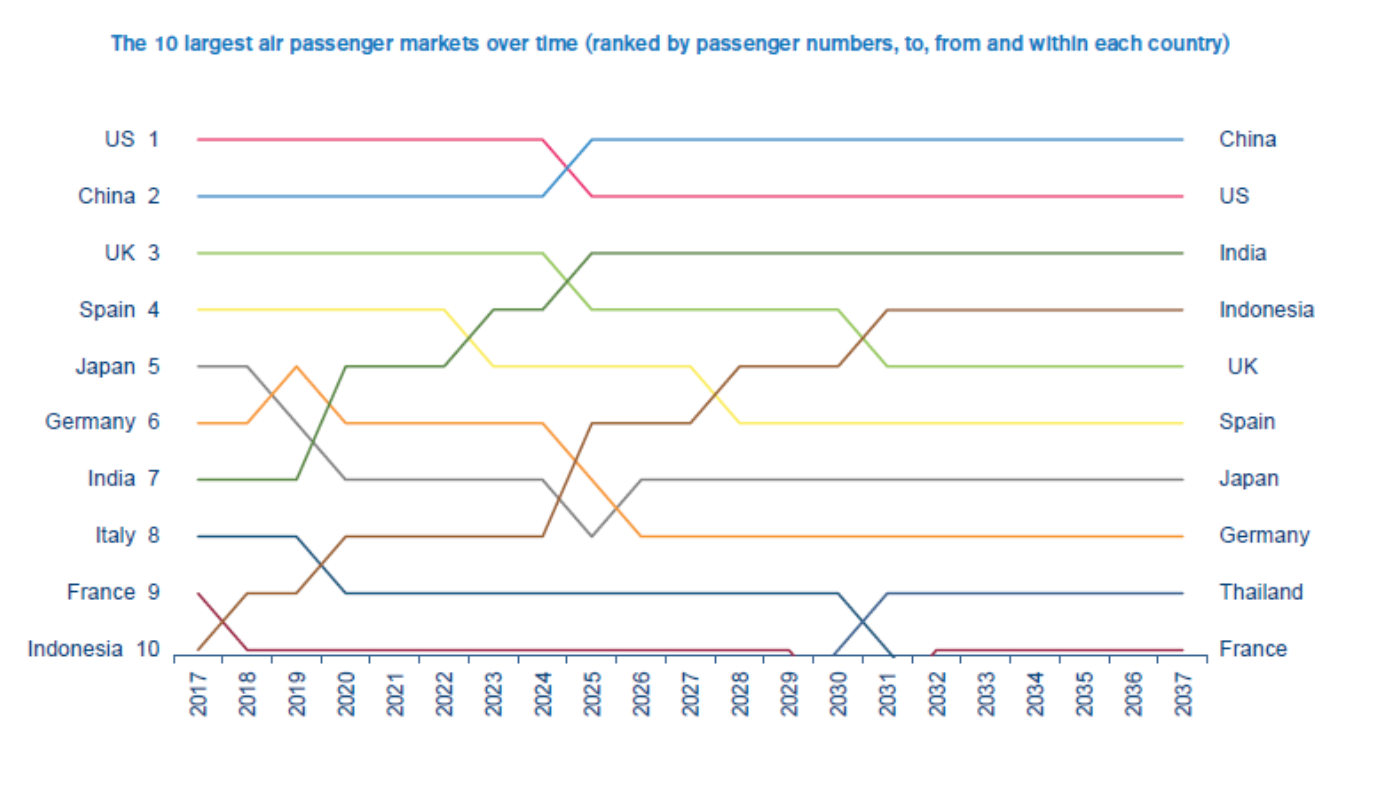 The 10 largest air passenger markets over time (ranked by passenger numbers, to, from and within each country)
US 1
China
China 2
US
UK 3
India
Spain 4
Indonesia
Japan 5
UK
Germany 6
Spain
India 7
Japan
Italy 8
Germany
France 9
Thailand
Indonesia 10
France
2017 2018 2019 2020 2021 2022 2023 2024 2025 2026 2027 2028 2029 2030 2031 2032 2033 2034 2035 2036 2037